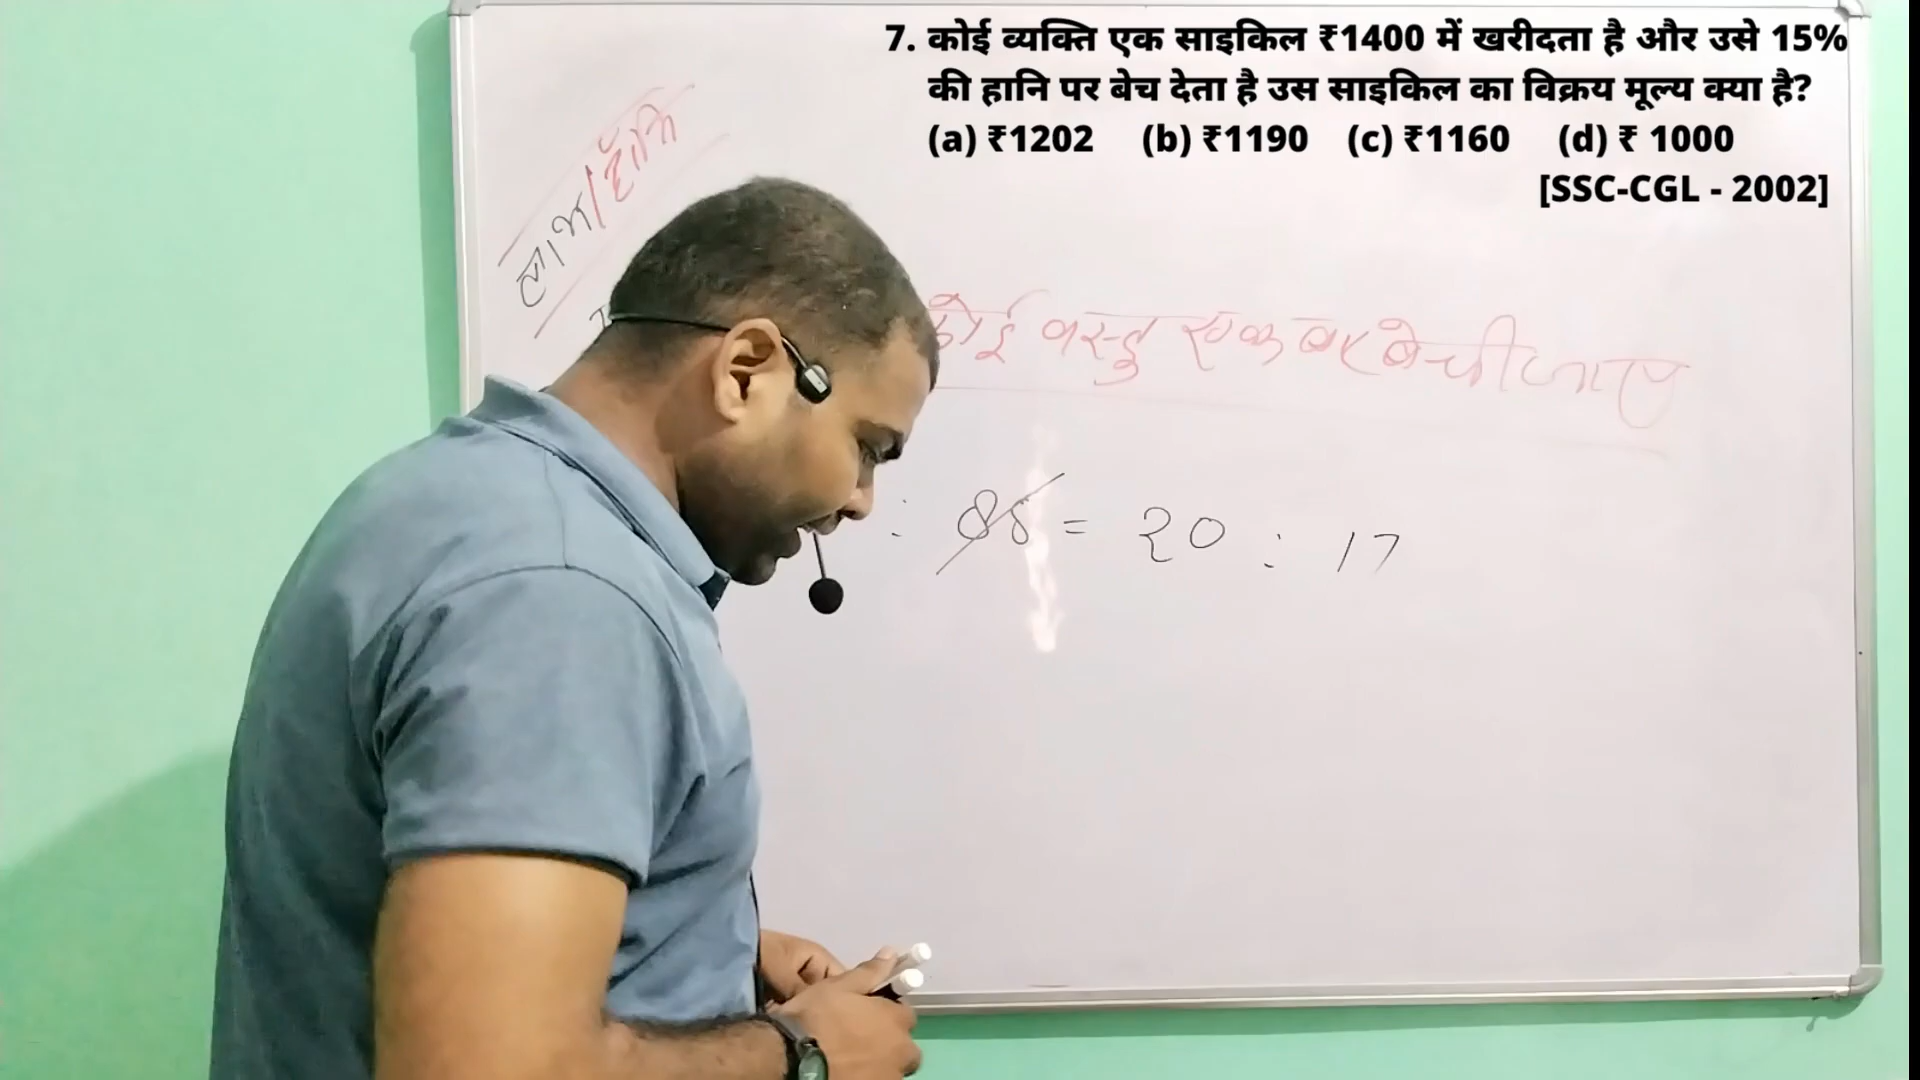 7. कोई व्यक्ति एक साइकिल ₹1400 में खरीदता है और उसे 15%
की हानि पर बेच देता है उस साइकिल का विक्रय मूल्य क्या है?
(a) ₹1202 (b) ₹1190 (c) ₹1160 (d) ₹ 1000
[SSC-CGL - 2002]
लाभ/हानि
कोई वस्तु एक बार बेची जाए
: 85 = 20 : 17